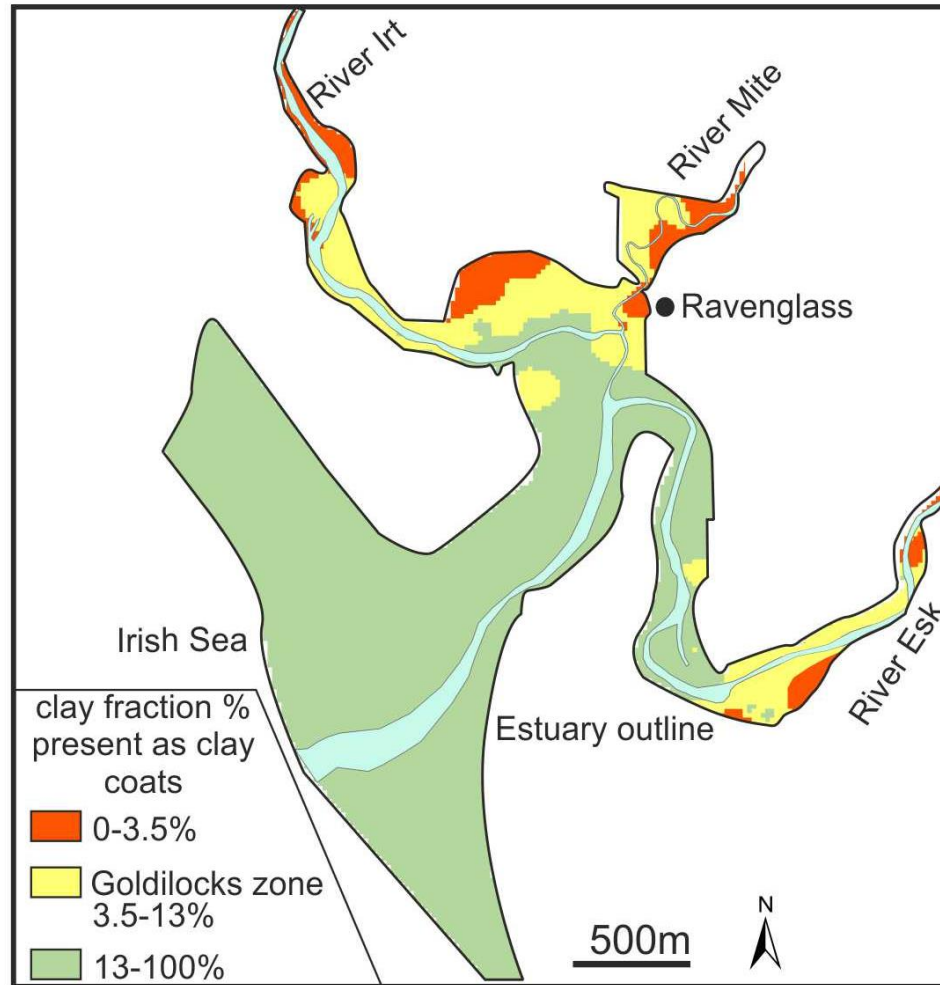 River Irt
River Mite
Ravenglass
Irish Sea
River Esk
Estuary outline
clay fraction %
present as clay
coats
0-3.5%
Goldilocks zone
3.5-13%
13-100%
500m
N